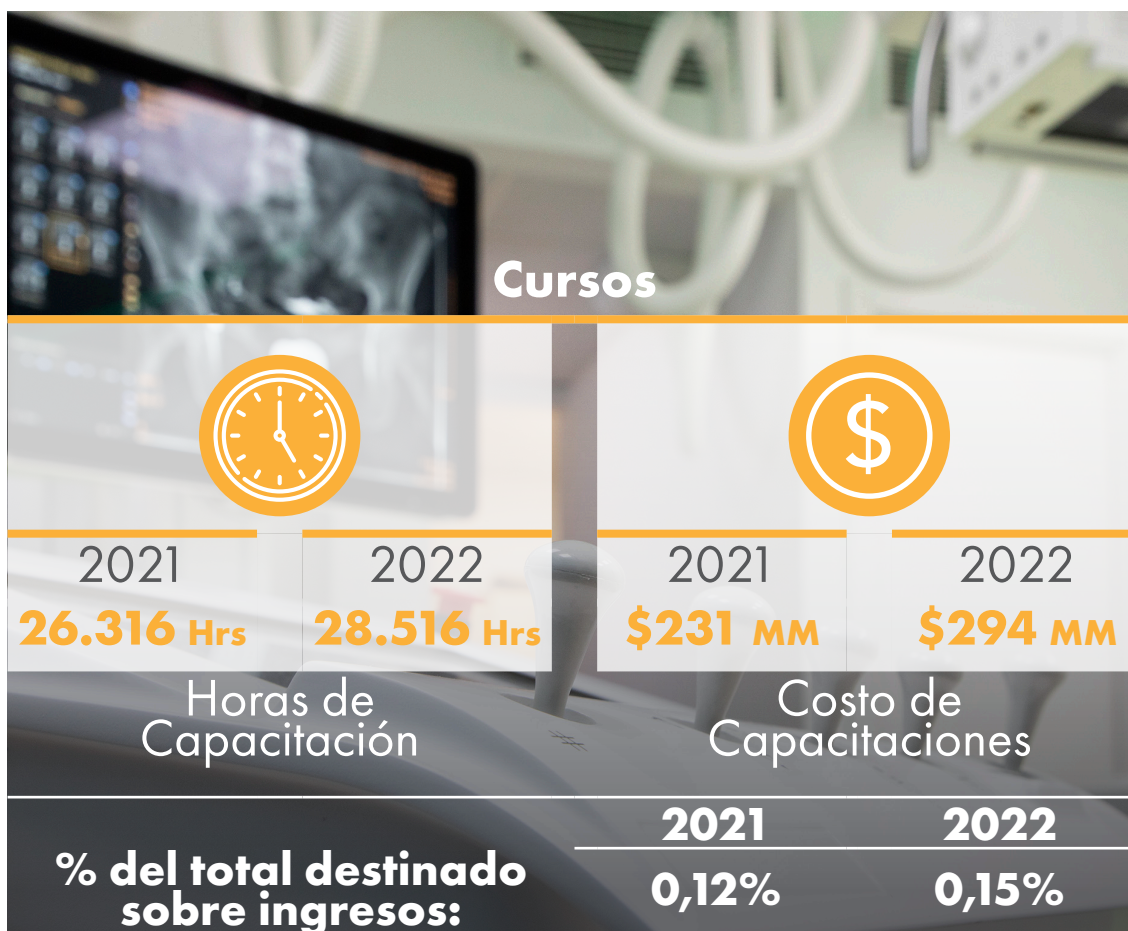 Cursos
$
2021
2022
2021
2022
26.316 Hrs
28.516 Hrs
$231 MM
$294 MM
Horas de
Capacitación
Costo de
Capacitaciones
2021
2022
% del total destinado
sobre ingresos:
0,12%
0,15%